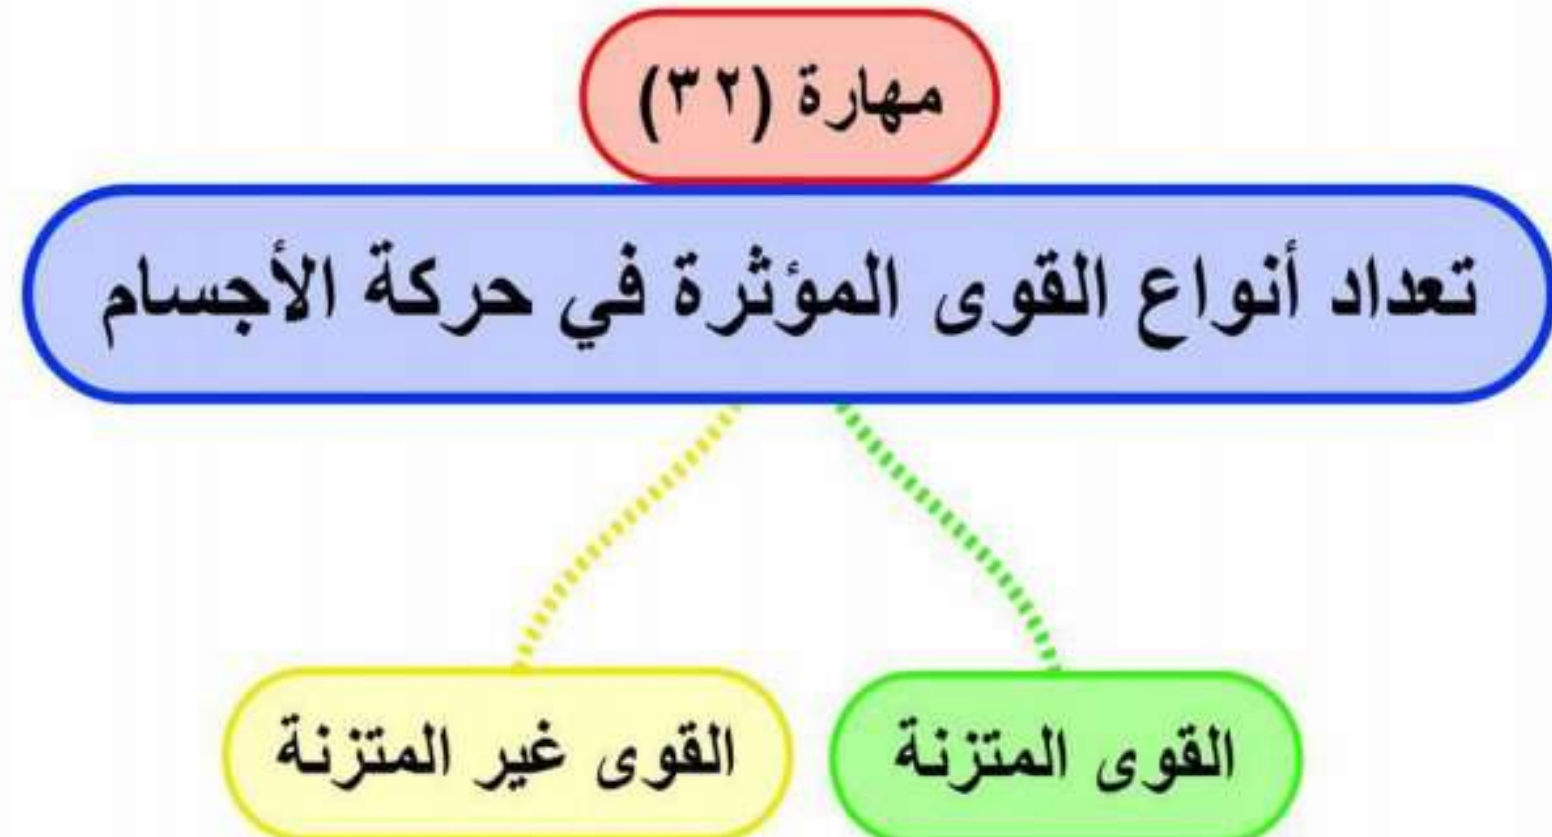 مهارة (٣٢)
تعداد أنواع القوى المؤثرة في حركة الأجسام
القوى المتزنة
القوى غير المتزنة